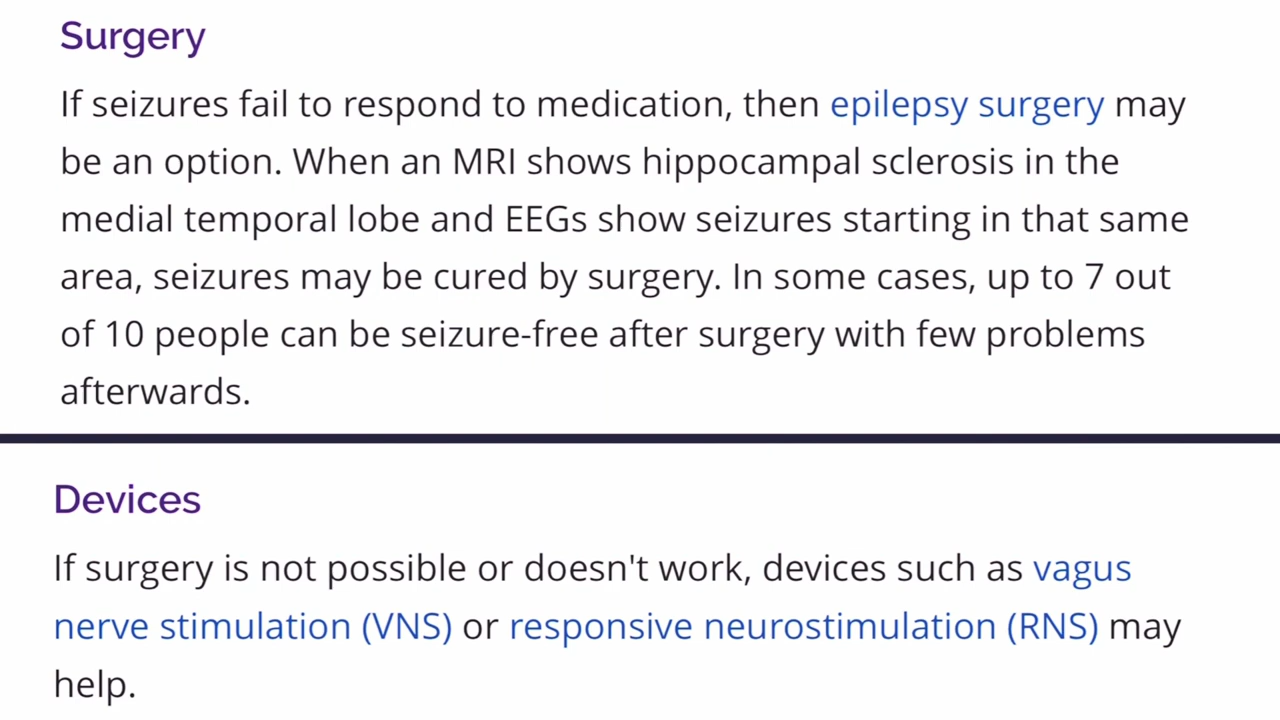 Surgery
If seizures fail to respond to medication, then epilepsy surgery may
be an option. When an MRI shows hippocampal sclerosis in the
medial temporal lobe and EEGs show seizures starting in that same
area, seizures may be cured by surgery. In some cases, up to 7 out
of 10 people can be seizure-free after surgery with few problems
afterwards.
Devices
If surgery is not possible or doesn't work, devices such as vagus
nerve stimulation (VNS) or responsive neurostimulation (RNS) may
help.